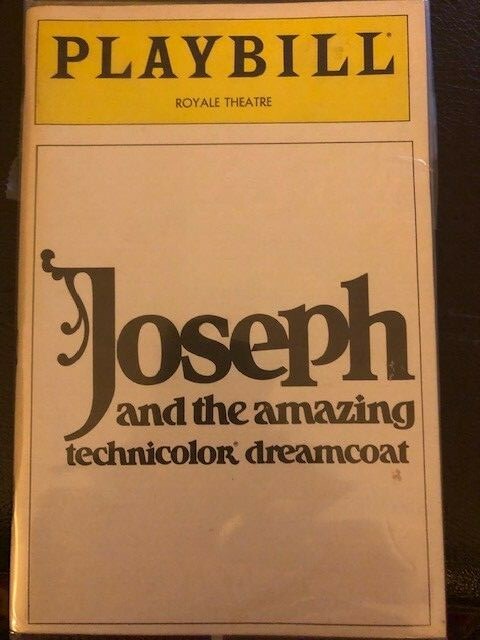 PLAYBILL®
ROYALE THEATRE
Joseph
and the amazing
technicolor® dreamcoat